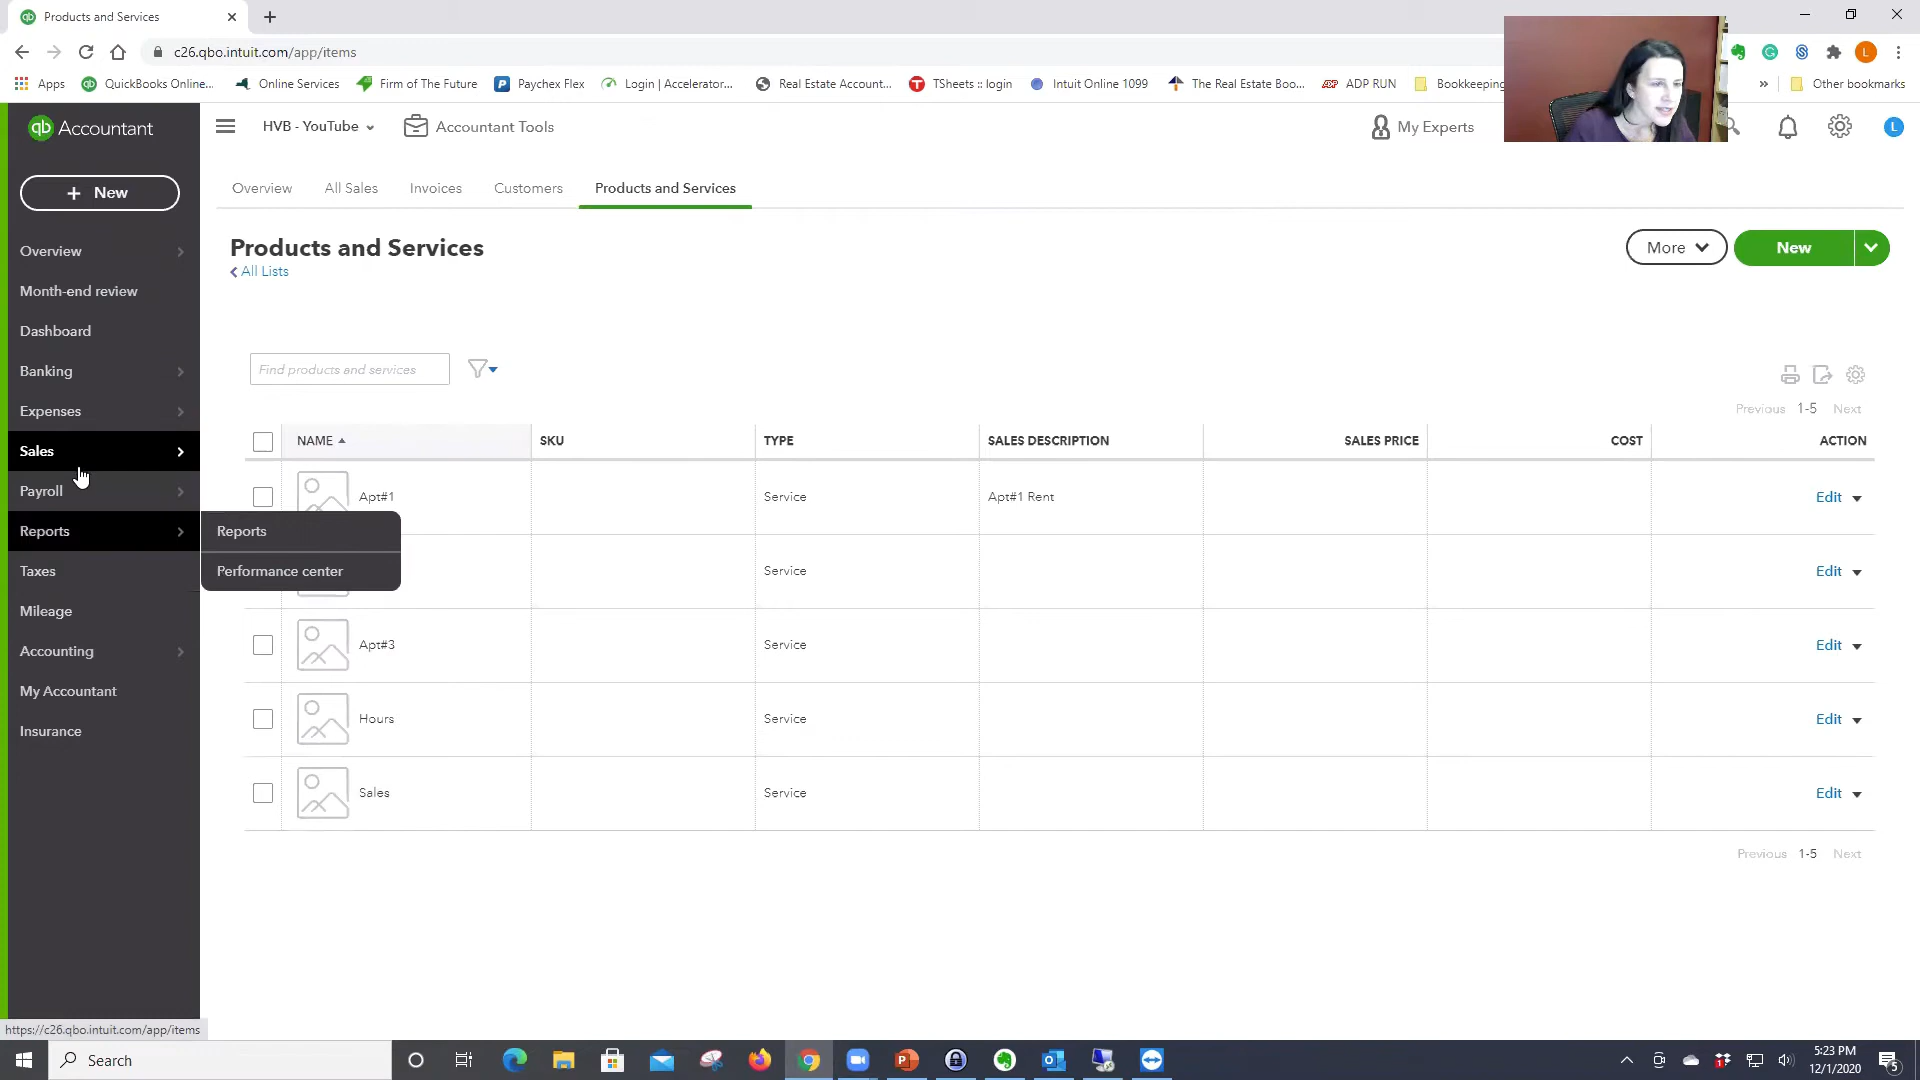 Products and Services
c26.qbo.intuit.com/app/items
Apps QuickBooks Online... Online Services Firm of The Future Paychex Flex Login | Accelerator... Real Estate Account... TSheets :: login Intuit Online 1099 The Real Estate Boo... ADP RUN Bookkeeping » Other bookmarks
qb Accountant
HVB - YouTube Accountant Tools My Experts L
+ New
Overview All Sales Invoices Customers Products and Services
Overview
Month-end review
Dashboard
Banking
Expenses
Sales
Payroll
Reports
Taxes
Mileage
Accounting
My Accountant
Insurance
Reports
Performance center
Products and Services
All Lists
More New
Find products and services
Previous 1-5 Next
NAME SKU TYPE SALES DESCRIPTION SALES PRICE COST ACTION
Apt#1 Service Apt#1 Rent Edit
Service Edit
Apt#3 Service Edit
Hours Service Edit
Sales Service Edit
Previous 1-5 Next
https://c26.qbo.intuit.com/app/items
Search
5:23 PM
12/1/2020
5